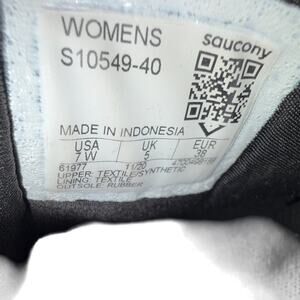 WOMENS saucony
S10549-40
MADE IN INDONESIA
USA UK EUR
7 W 5 38
61977 11/20
UPPER: TEXTILE/SYNTHETIC
LINING: TEXTILE
OUTSOLE: RUBBER